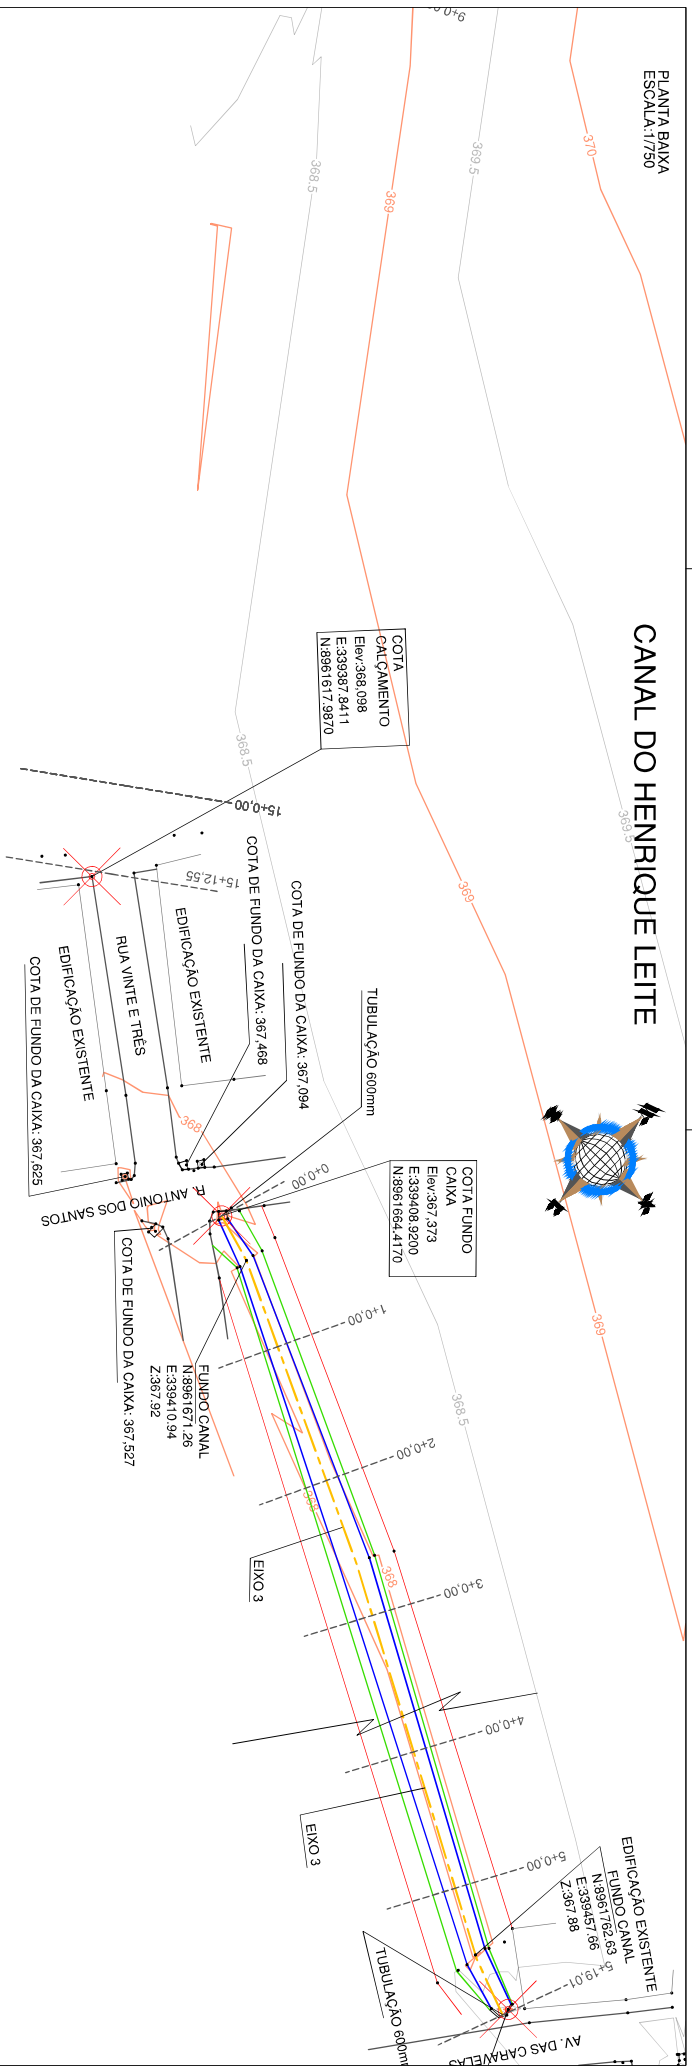 PLANTA BAIXA
ESCALA:1/750
CANAL DO HENRIQUE LEITE
370
369.5
369
368.5
369.5
369
368.5
369
368.5
COTA
CALÇAMENTO
Elev:368,098
E:339387.8411
N:8961617.9870
15+0,00
15+12.55
COTA DE FUNDO DA CAIXA: 367,468
COTA DE FUNDO DA CAIXA: 367,094
TUBULAÇÃO 600mm
EDIFICAÇÃO EXISTENTE
RUA VINTE E TRÊS
EDIFICAÇÃO EXISTENTE
COTA DE FUNDO DA CAIXA: 367,625
368
R. ANTONIO DOS SANTOS
COTA FUNDO
CAIXA
Elev:367,373
E:339408.9200
N:8961664.4170
0+0,00
1+0,00
COTA DE FUNDO DA CAIXA: 367,527
FUNDO CANAL
N:8961671.26
E:339410.94
Z:367.92
2+0,00
368
368
3+0,00
EIXO 3
4+0,00
EIXO 3
5+0,00
EDIFICAÇÃO EXISTENTE
FUNDO CANAL
N:8961762.63
E:339457.66
Z:367.88
5+19,01
TUBULAÇÃO 600mm
AV. DAS CARAVELAS